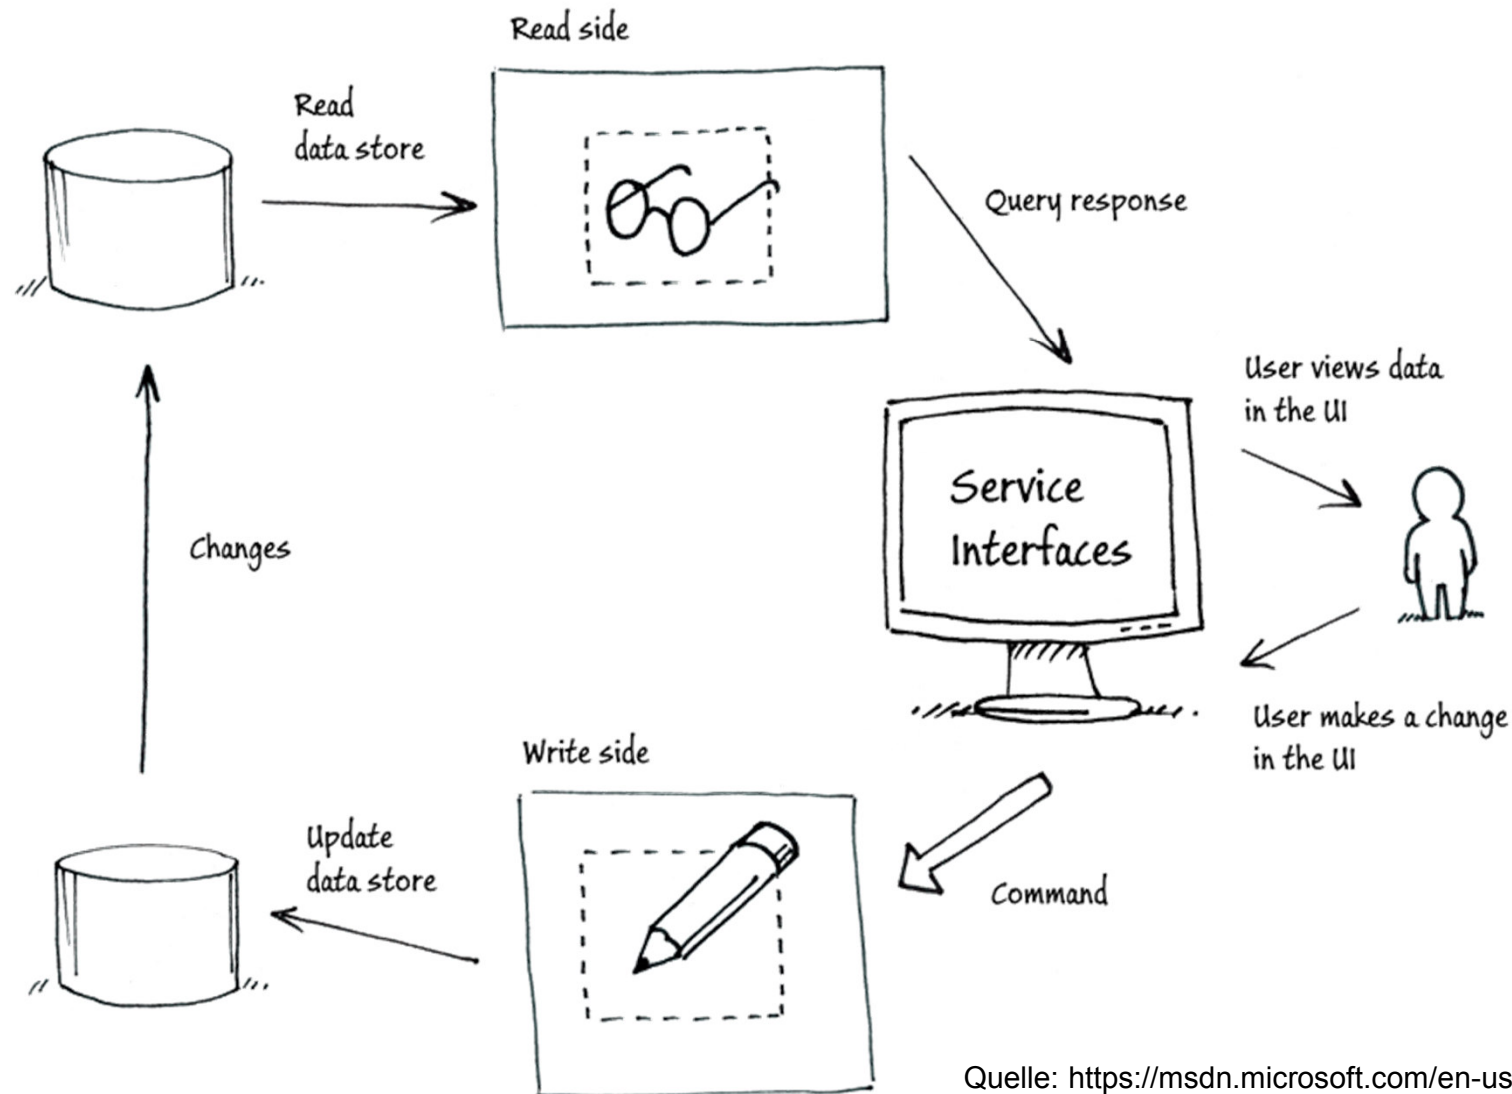 Read side
Read
data store
Query response
User views data
in the UI
Service
Interfaces
Changes
User makes a change
in the UI
Write side
Update
data store
Command
Quelle: https://msdn.microsoft.com/en-us